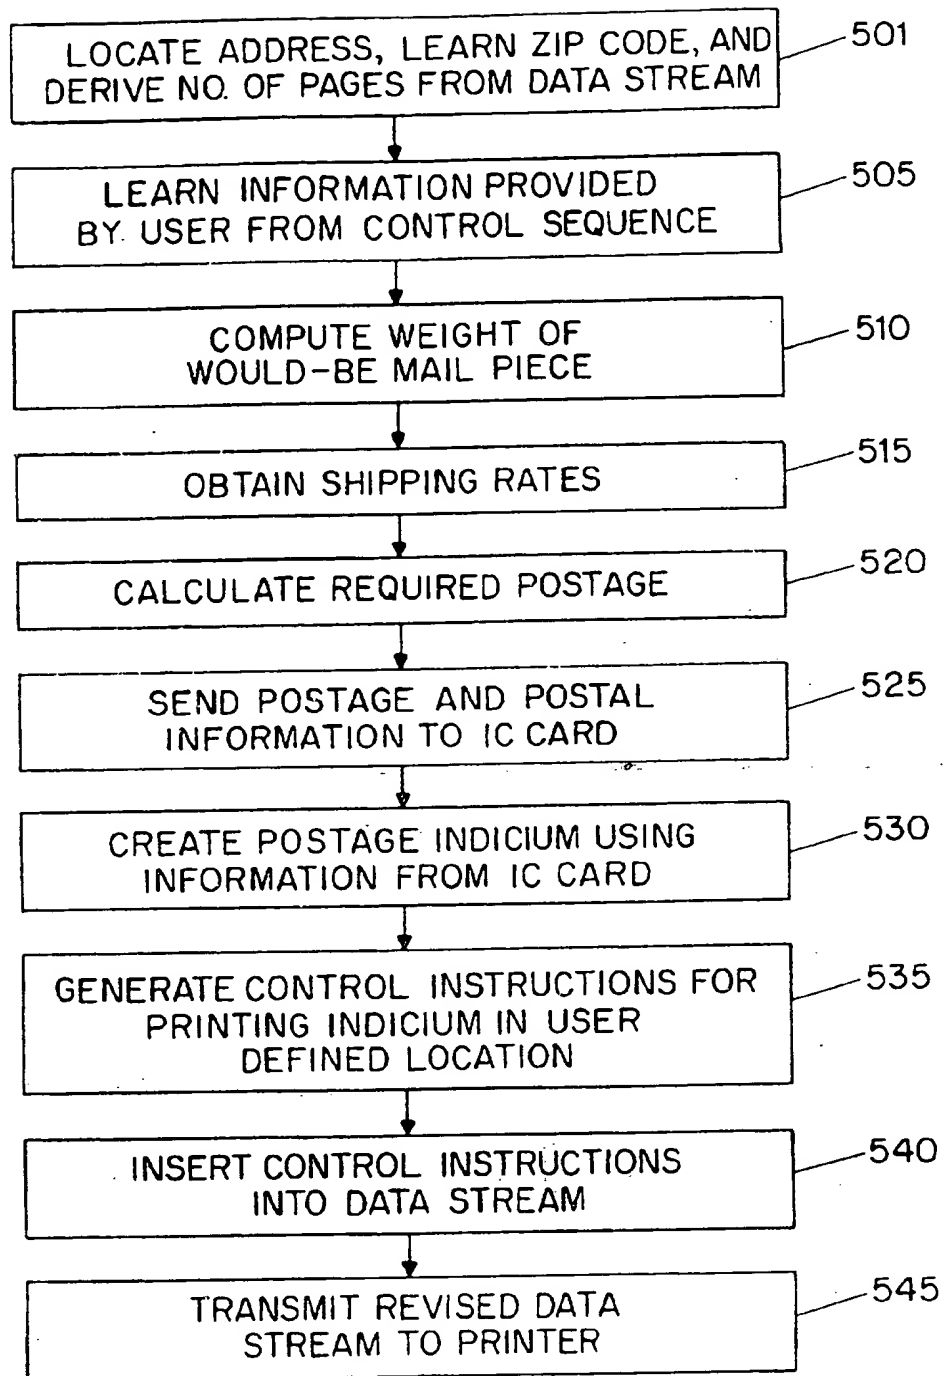 LOCATE ADDRESS, LEARN ZIP CODE, AND
DERIVE NO. OF PAGES FROM DATA STREAM
501
LEARN INFORMATION PROVIDED
BY USER FROM CONTROL SEQUENCE
505
COMPUTE WEIGHT OF
WOULD-BE MAIL PIECE
510
OBTAIN SHIPPING RATES
515
CALCULATE REQUIRED POSTAGE
520
SEND POSTAGE AND POSTAL
INFORMATION TO IC CARD
525
CREATE POSTAGE INDICIUM USING
INFORMATION FROM IC CARD
530
GENERATE CONTROL INSTRUCTIONS FOR
PRINTING INDICIUM IN USER
DEFINED LOCATION
535
INSERT CONTROL INSTRUCTIONS
INTO DATA STREAM
540
TRANSMIT REVISED DATA
STREAM TO PRINTER
545